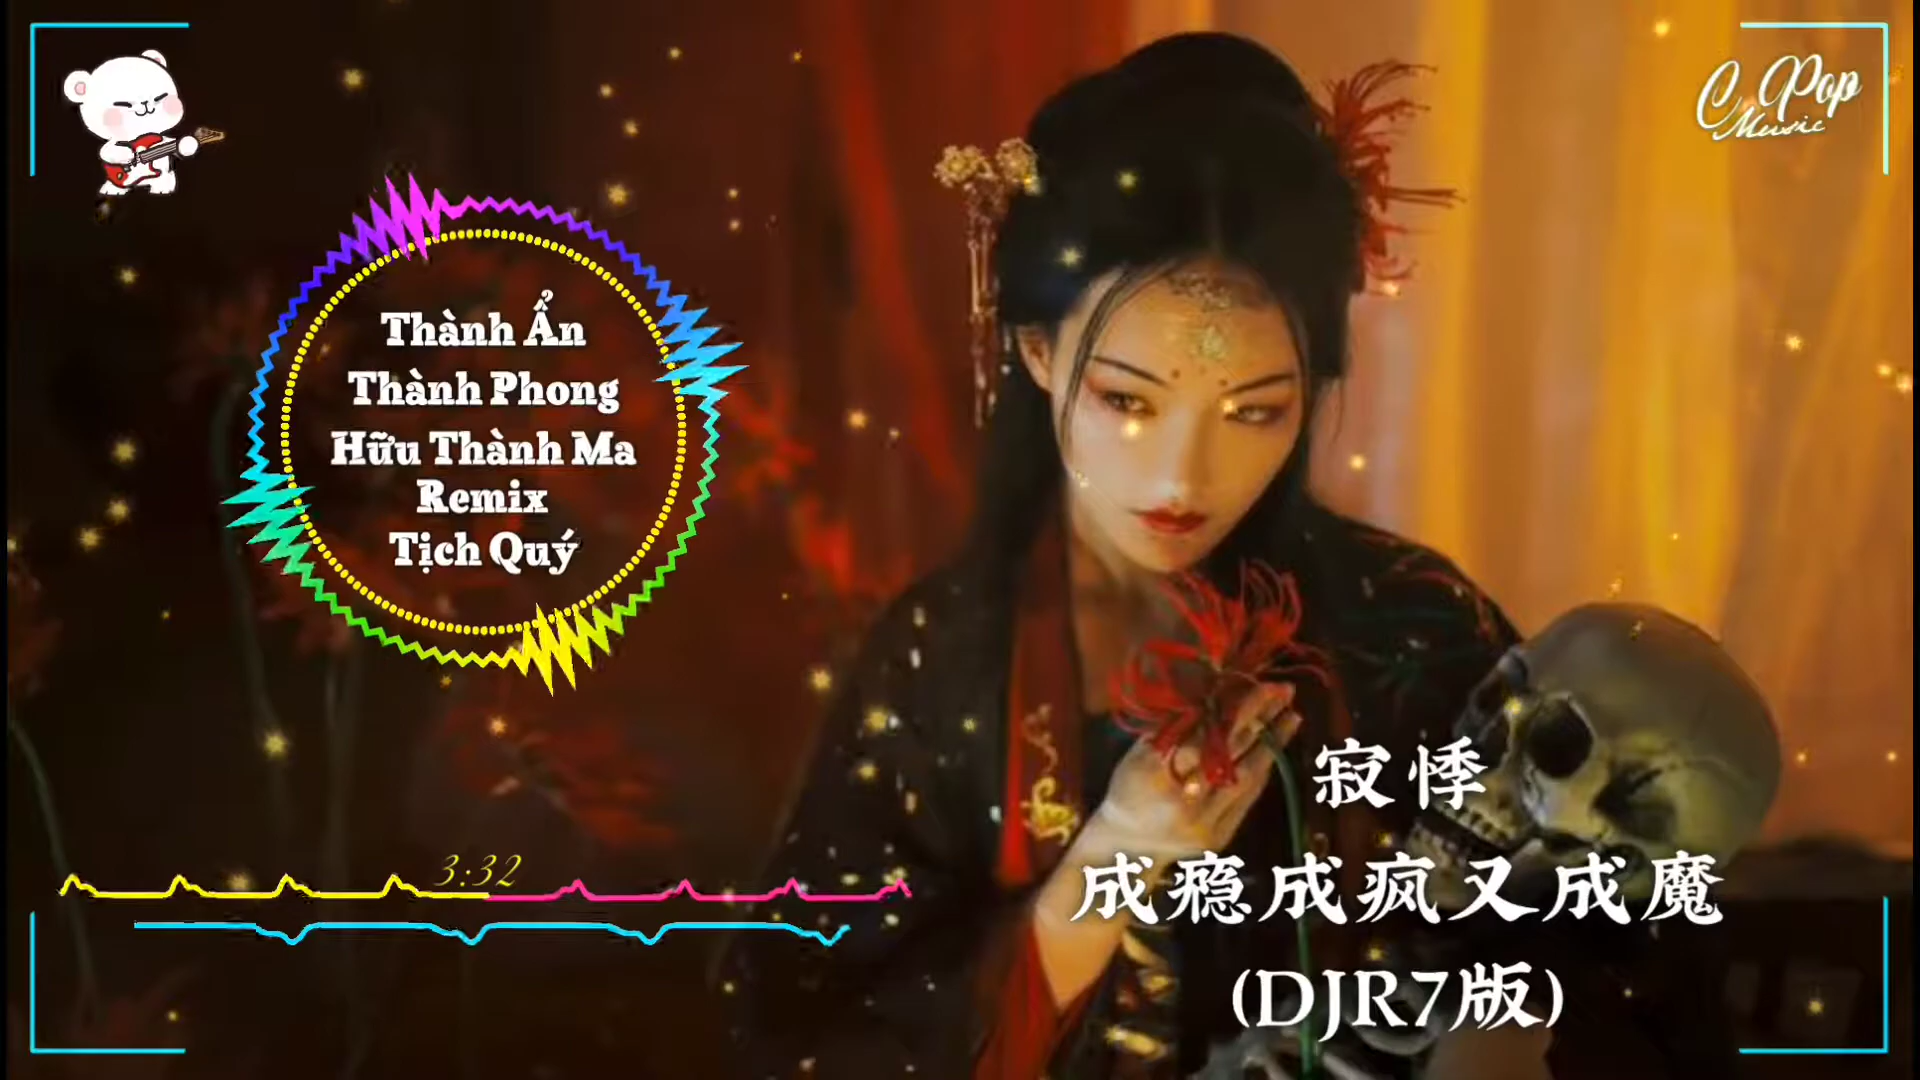 C Pop
Music
Thành Ẩn
Thành Phong
Hữu Thành Ma
Remix
Tịch Quý
3:32
寂悸
成瘾成疯又成魔
(DJR7版)